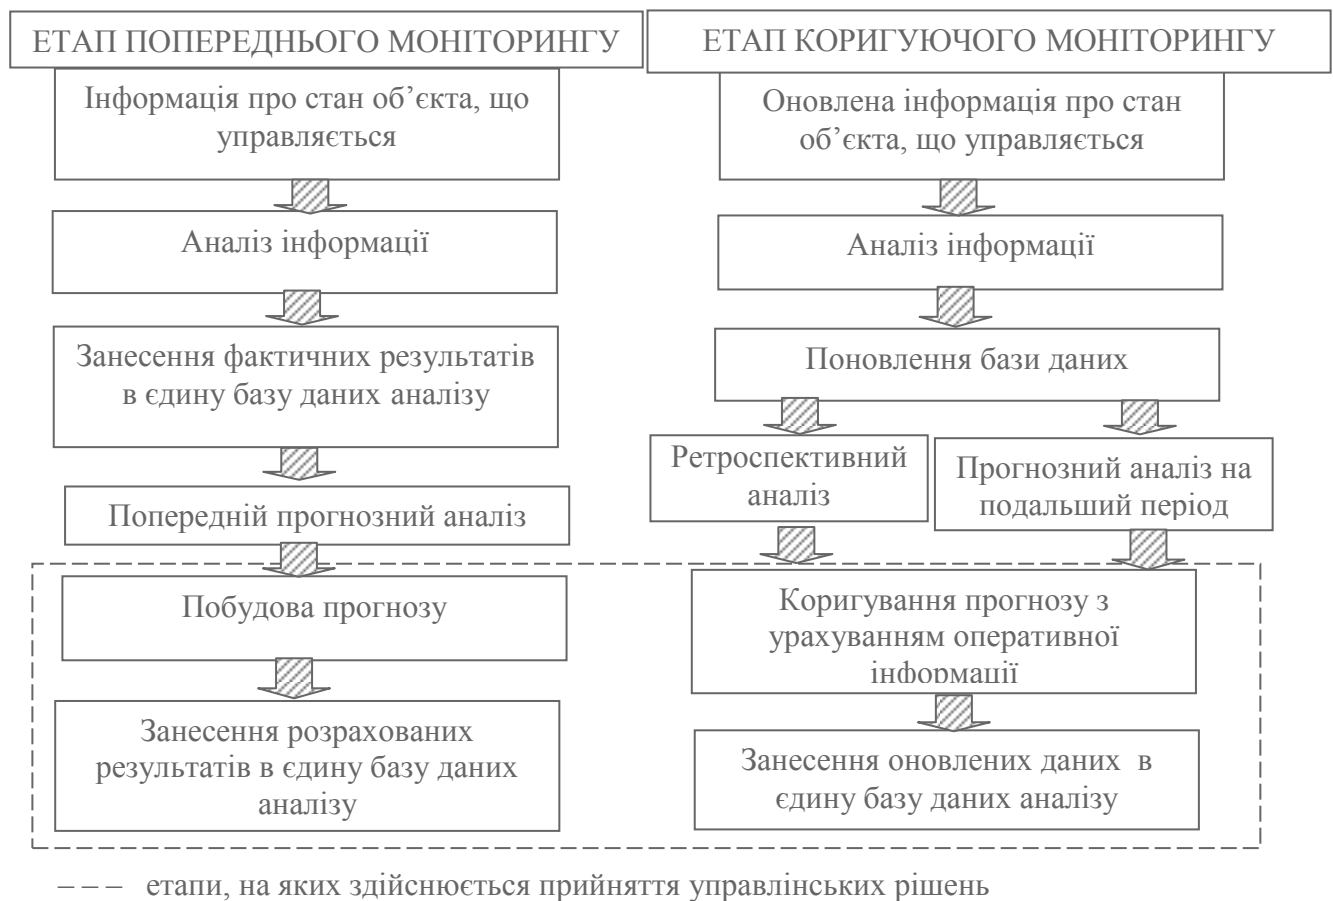 ЕТАП ПОПЕРЕДНЬОГО МОНІТОРИНГУ
Інформація про стан об’єкта, що
управляється
Аналіз інформації
Занесення фактичних результатів
в єдину базу даних аналізу
Попередній прогнозний аналіз
Побудова прогнозу
Занесення розрахованих
результатів в єдину базу даних
аналізу
ЕТАП КОРИГУЮЧОГО МОНІТОРИНГУ
Оновлена інформація про стан
об’єкта, що управляється
Аналіз інформації
Поновлення бази даних
Ретроспективний
аналіз
Прогнозний аналіз на
подальший період
Коригування прогнозу з
урахуванням оперативної
інформації
Занесення оновлених даних в
єдину базу даних аналізу
– – – етапи, на яких здійснюється прийняття управлінських рішень